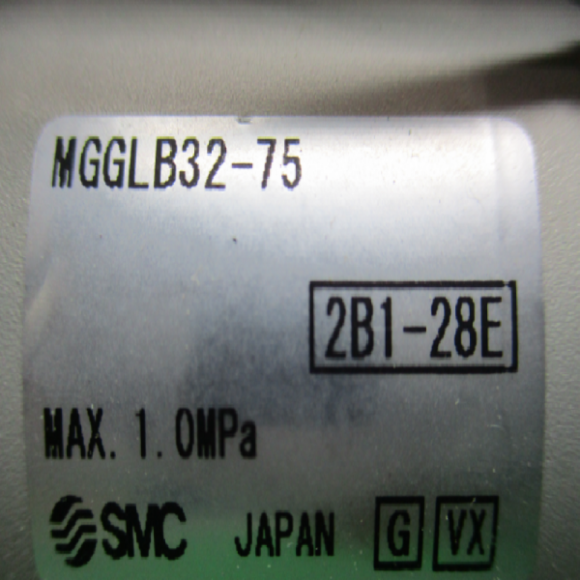 MGGLB32-75
2B1-28E
MAX. 1.0MPa
SMC JAPAN G VX